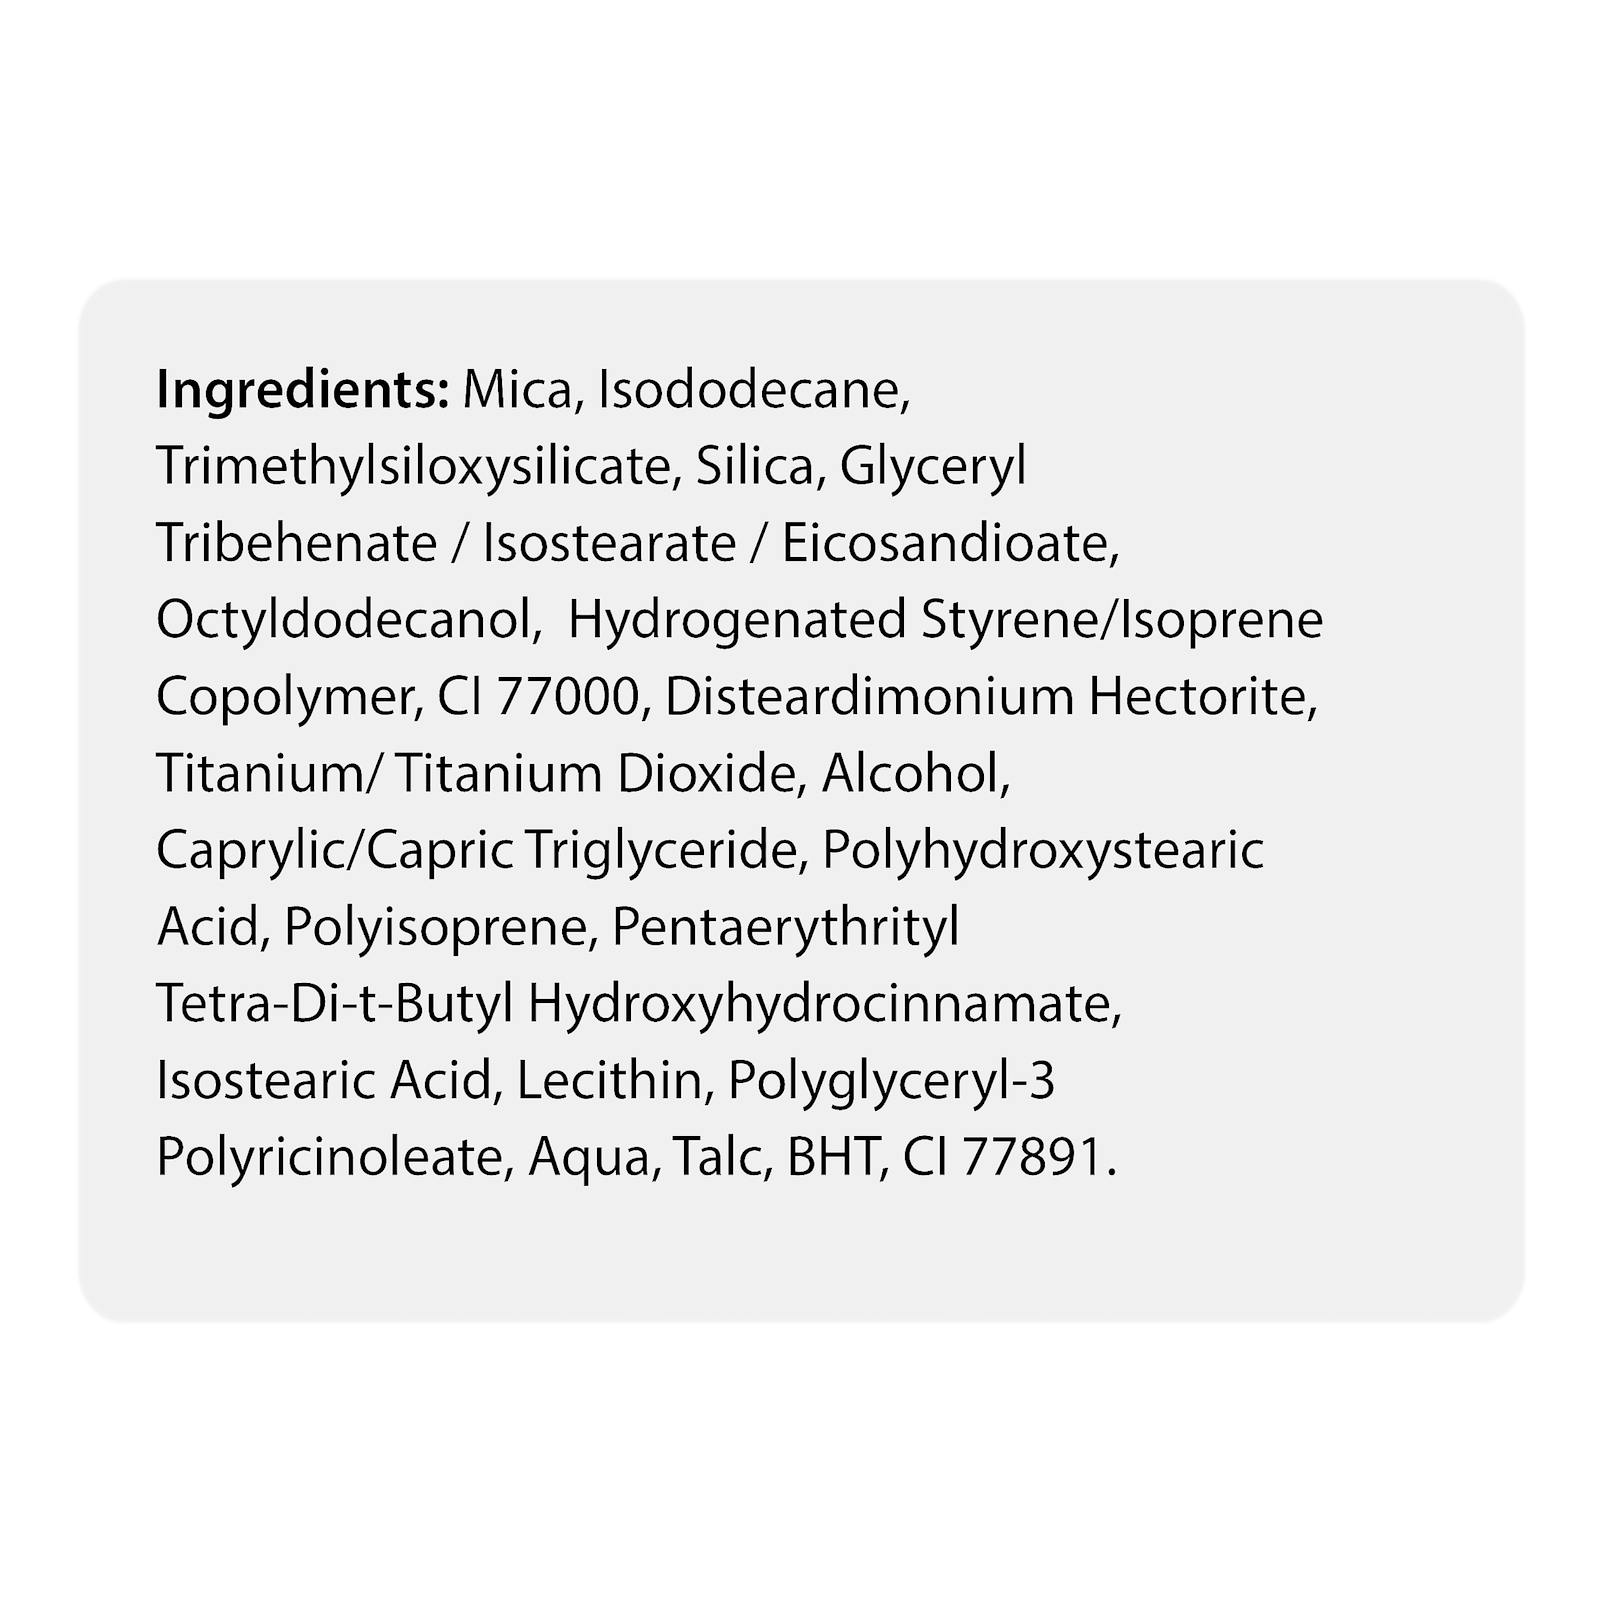 Ingredients: Mica, Isododecane,
Trimethylsiloxysilicate, Silica, Glyceryl
Tribehenate / Isostearate / Eicosandioate,
Octyldodecanol,  Hydrogenated Styrene/Isoprene
Copolymer, CI 77000, Disteardimonium Hectorite,
Titanium/ Titanium Dioxide, Alcohol,
Caprylic/Capric Triglyceride, Polyhydroxystearic
Acid, Polyisoprene, Pentaerythrityl
Tetra-Di-t-Butyl Hydroxyhydrocinnamate,
Isostearic Acid, Lecithin, Polyglyceryl-3
Polyricinoleate, Aqua, Talc, BHT, CI 77891.